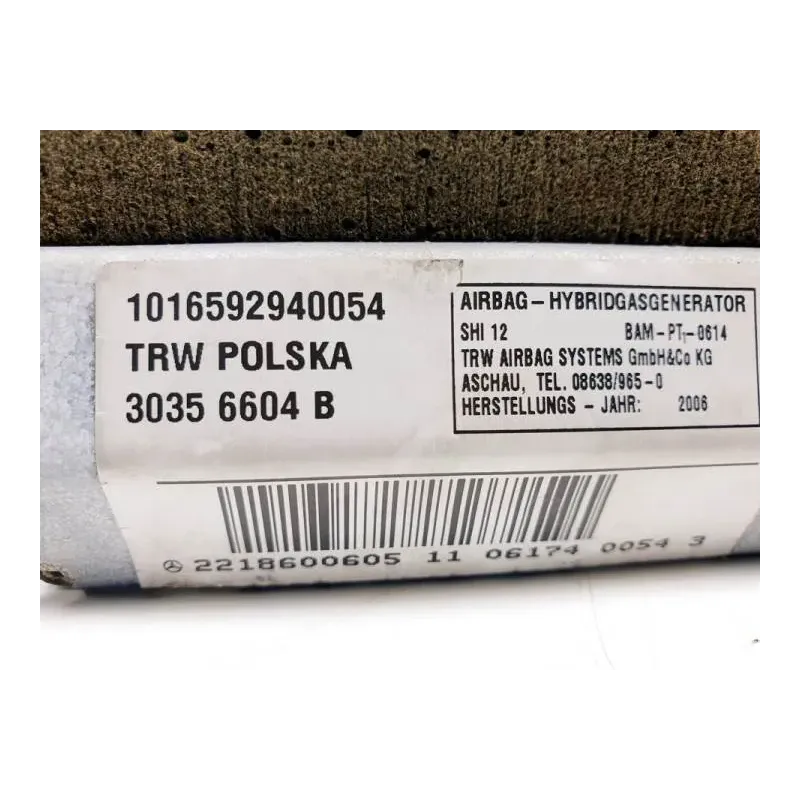 1016592940054
TRW POLSKA
3035 6604 B
AIRBAG - HYBRIDGASGENERATOR
SHI 12 BAM-PT₁-0614
TRW AIRBAG SYSTEMS GmbH&Co KG
ASCHAU, TEL. 08638/965-0
HERSTELLUNGS - JAHR: 2006
2218600605 11 06174 0054 3